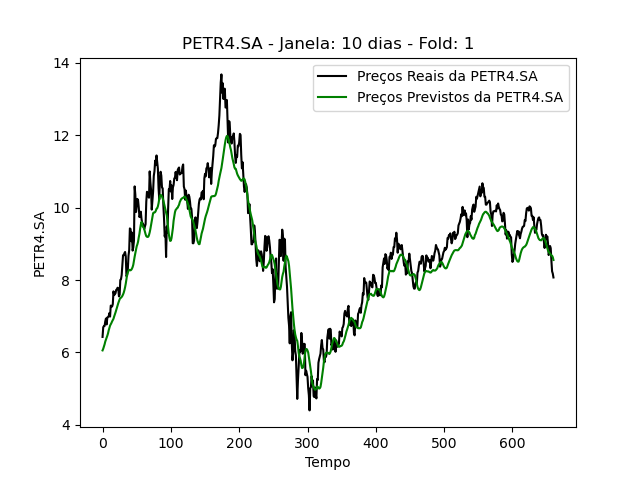 PETR4.SA - Janela: 10 dias - Fold: 1
Preços Reais da PETR4.SA
Preços Previstos da PETR4.SA
14
12
10
8
6
4
PETR4.SA
0 100 200 300 400 500 600
Tempo